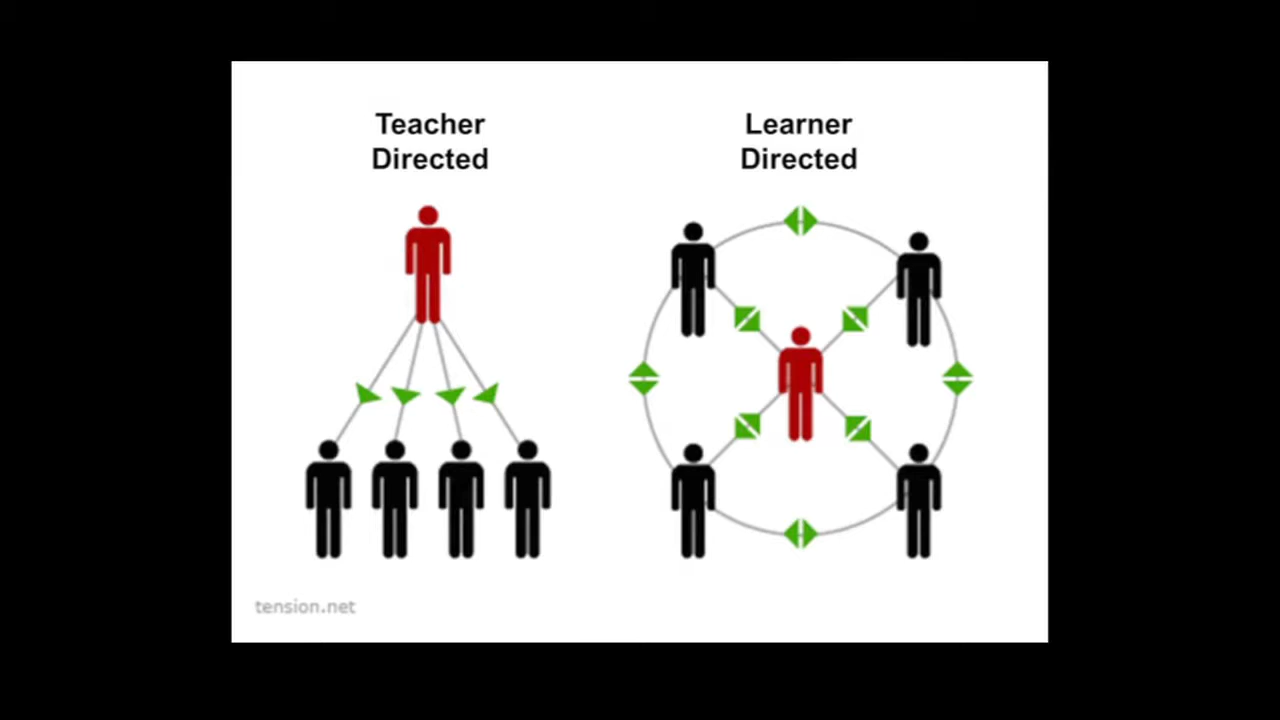 Teacher
Directed
Learner
Directed
tension.net